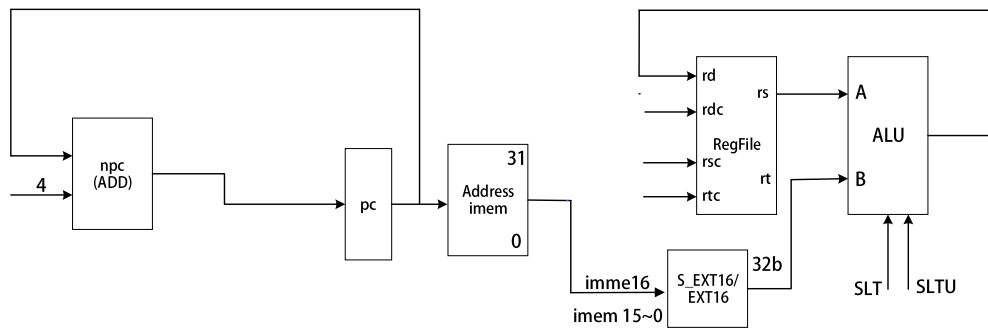 4
npc
(ADD)
pc
31
Address
imem
0
imme16
imem 15~0
S_EXT16/
EXT16
32b
rd
rdc
rsc
rtc
rs
RegFile
rt
A
B
ALU
SLT
SLTU